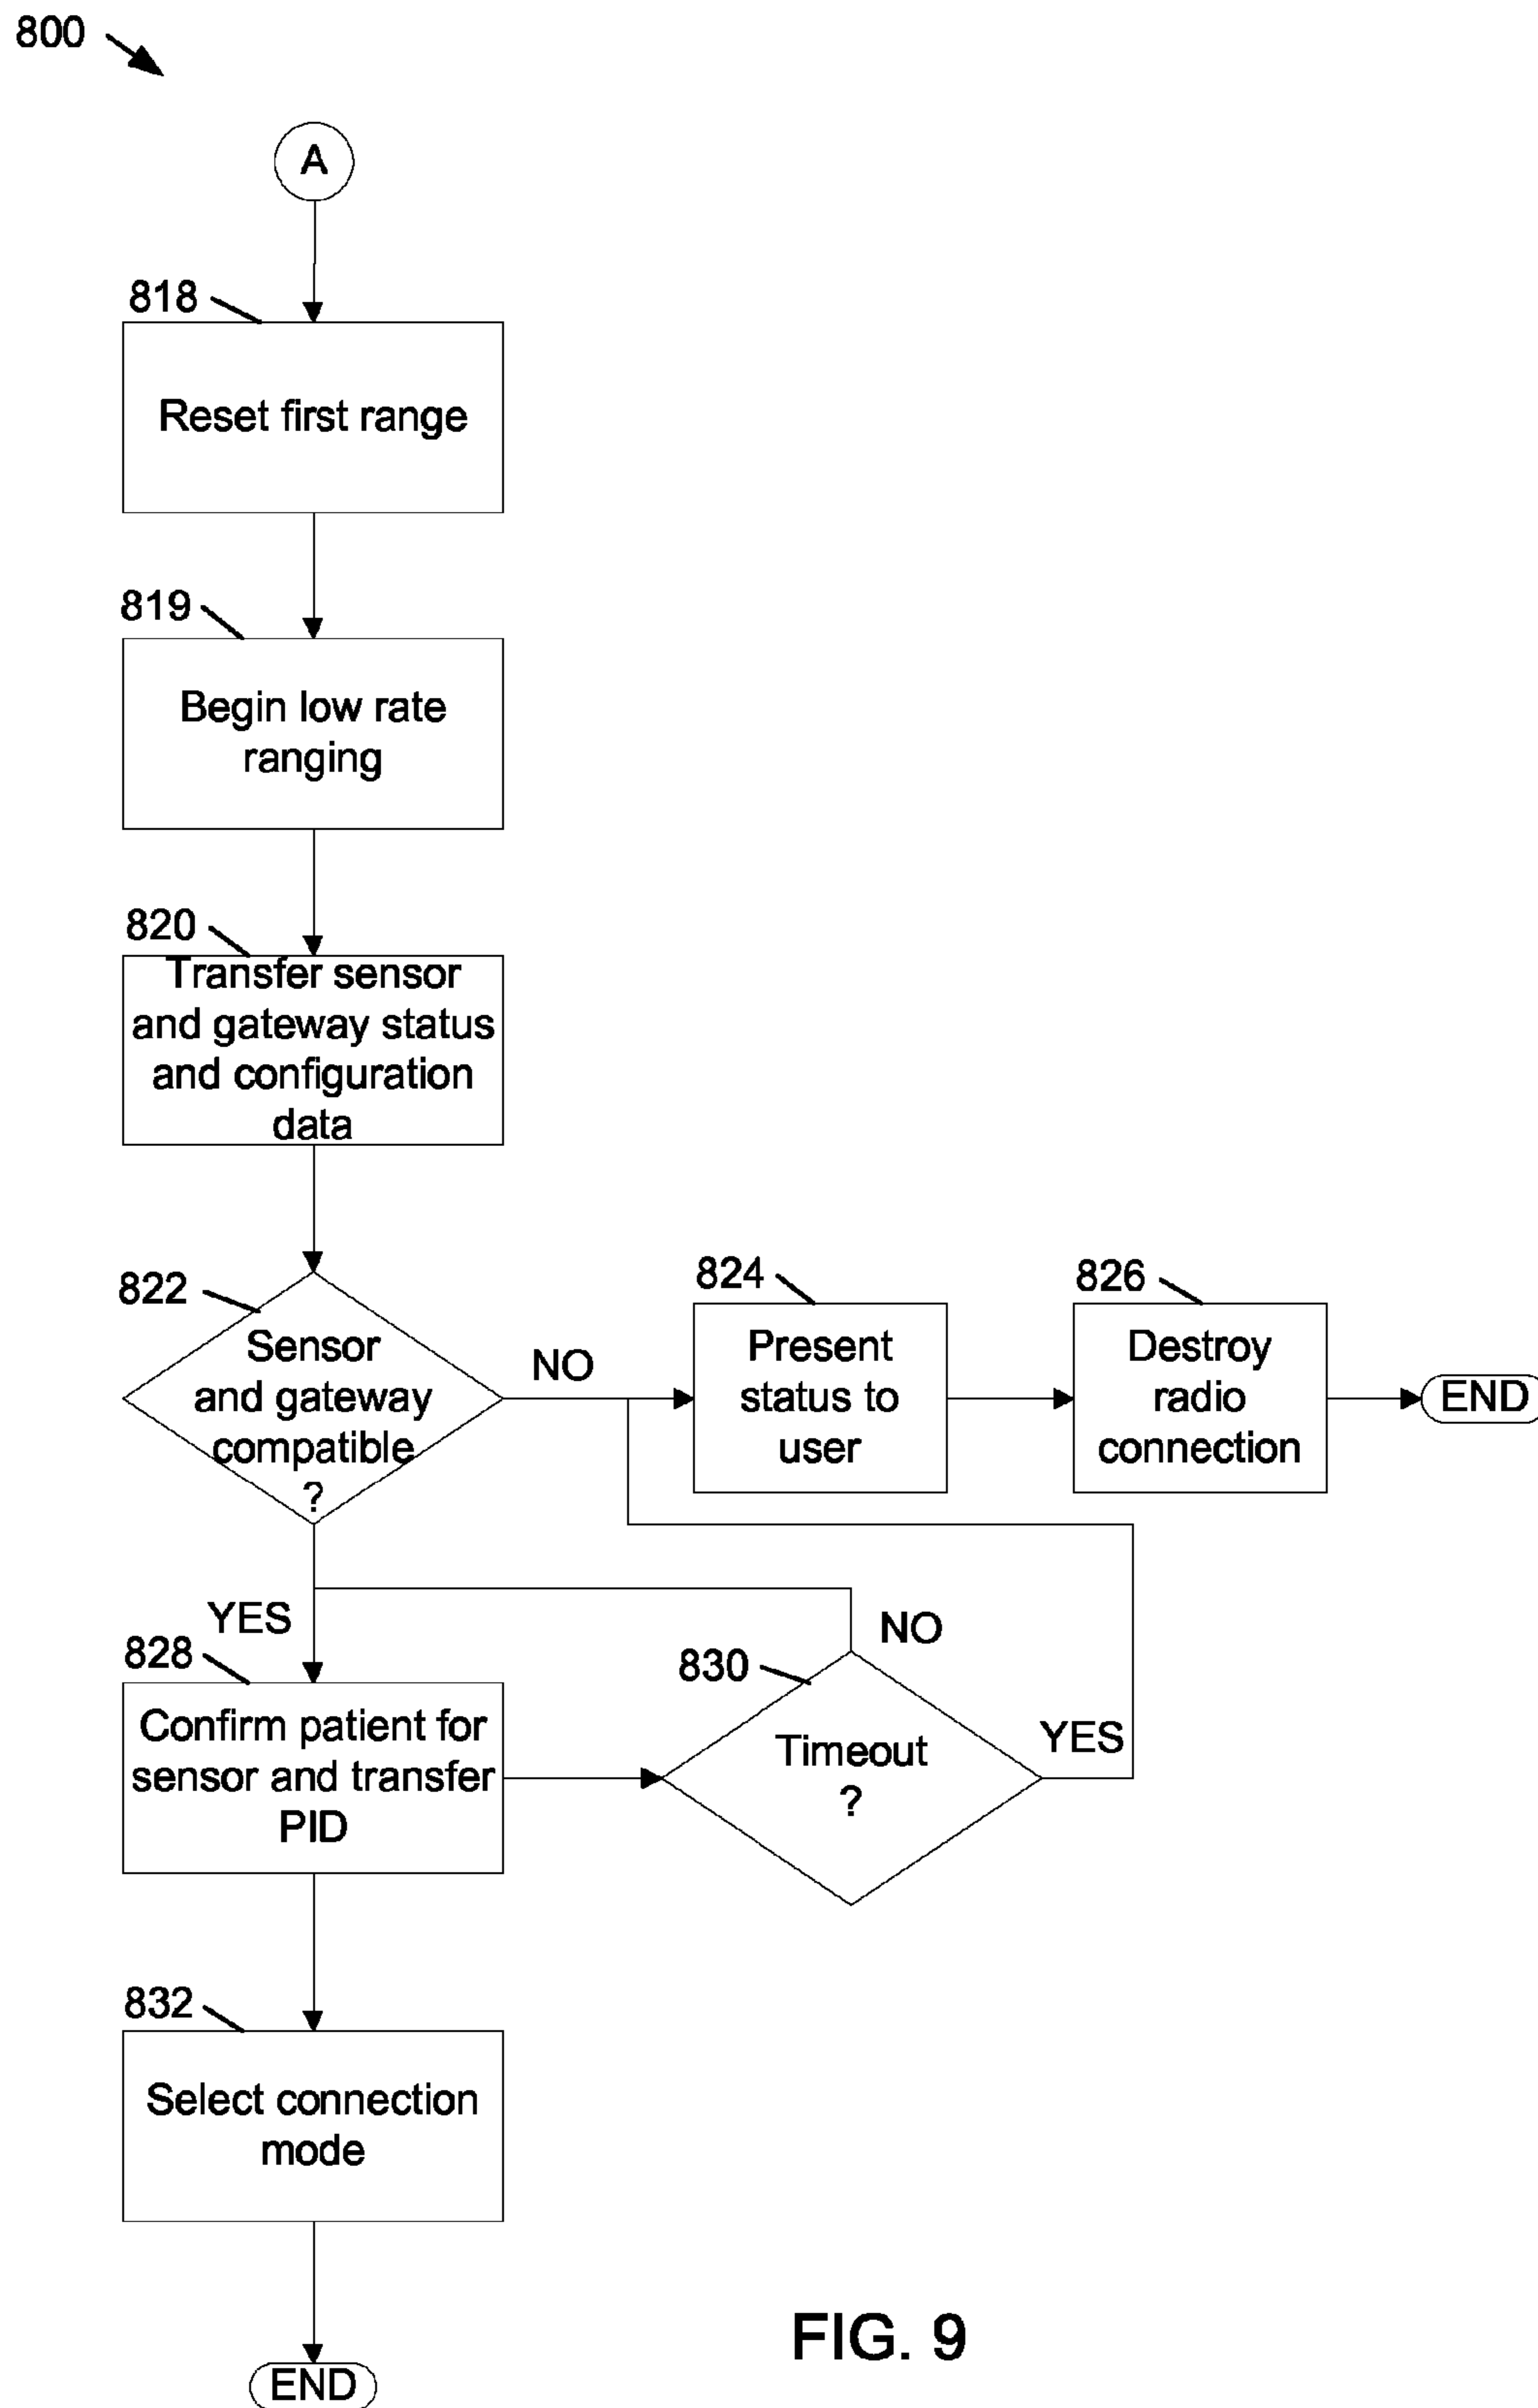 800
A
818
Reset first range
819
Begin low rate
ranging
820
Transfer sensor
and gateway status
and configuration
data
822
Sensor
and gateway
compatible
?
NO
824
Present
status to
user
826
Destroy
radio
connection
END
YES
828
Confirm patient for
sensor and transfer
PID
830
Timeout
?
NO
YES
832
Select connection
mode
END
FIG. 9